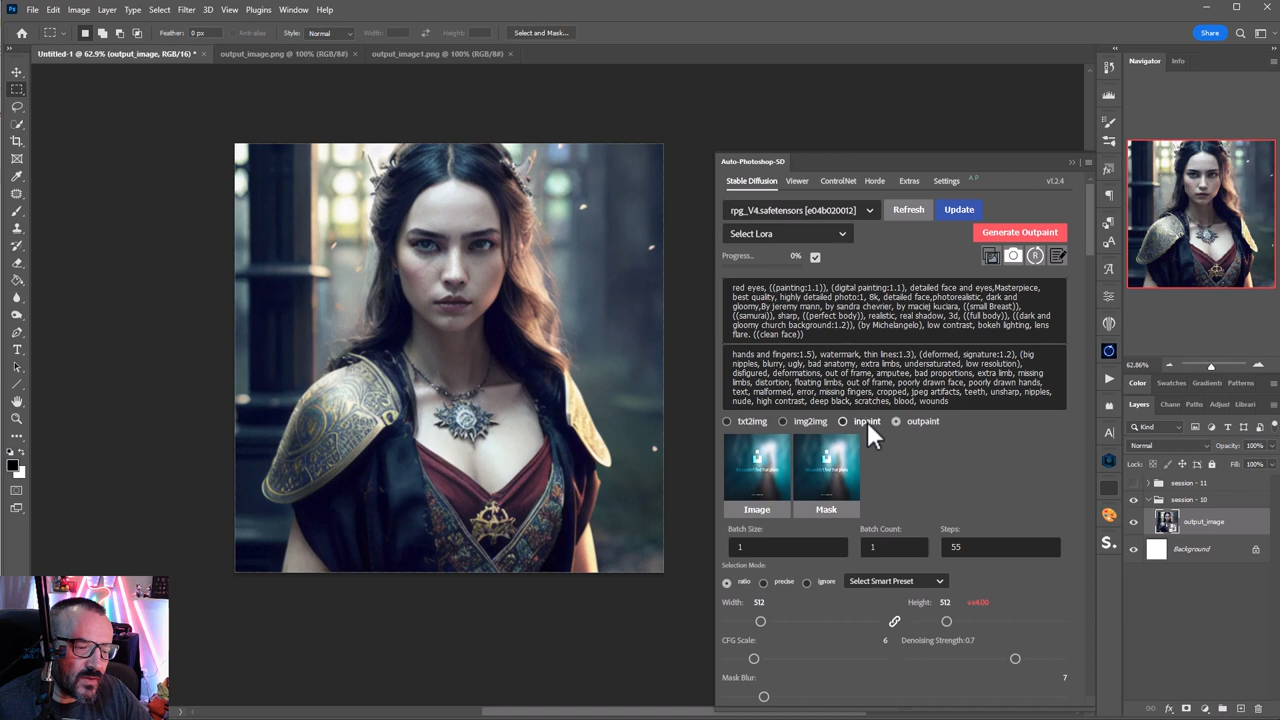 Ps File Edit Image Layer Type Select Filter 3D View Plugins Window Help
Feather: 0 px Anti-alias Style: Normal Width: Height: Select and Mask...
Share
Untitled-1 @ 62.9% (output_image, RGB/16) * × output_image.png @ 100% (RGB/8#) × output_image1.png @ 100% (RGB/8#) ×
Navigator Info
Auto-Photoshop-SD
Stable Diffusion Viewer ControlNet Horde Extras Settings A P v1.2.4
rpg_V4.safetensors [e04b020012] Refresh Update
Select Lora Generate Outpaint
Progress... 0%
red eyes, ((painting:1.1)), (digital painting:1.1), detailed face and eyes,Masterpiece,
best quality, highly detailed photo:1, 8k, detailed face,photorealistic, dark and
gloomy,By jeremy mann, by sandra chevrier, by maciej kuciara, ((small Breast)),
((samurai)), sharp, ((perfect body)), realistic, real shadow, 3d, ((full body)), ((dark and
gloomy church background:1.2)), (by Michelangelo), low contrast, bokeh lighting, lens
flare. ((clean face))
hands and fingers:1.5), watermark, thin lines:1.3), (deformed, signature:1.2), (big
nipples, blurry, ugly, bad anatomy, extra limbs, undersaturated, low resolution),
disfigured, deformations, out of frame, amputee, bad proportions, extra limb, missing
limbs, distortion, floating limbs, out of frame, poorly drawn face, poorly drawn hands,
text, malformed, error, missing fingers, cropped, jpeg artifacts, teeth, unsharp, nipples,
nude, high contrast, deep black, scratches, blood, wounds
txt2img img2img inpaint outpaint
Image Mask
Batch Size: Batch Count: Steps:
1 1 55
Selection Mode:
ratio precise ignore Select Smart Preset
Width: 512 Height: 512 ↑x4.00
CFG Scale: 6 Denoising Strength:0.7
Mask Blur: 7
62.86%
Color Swatches Gradients Patterns
Layers Chann Paths Adjust Librari
Kind
Normal Opacity: 100%
Lock: Fill: 100%
session - 11
session - 10
output_image
Background